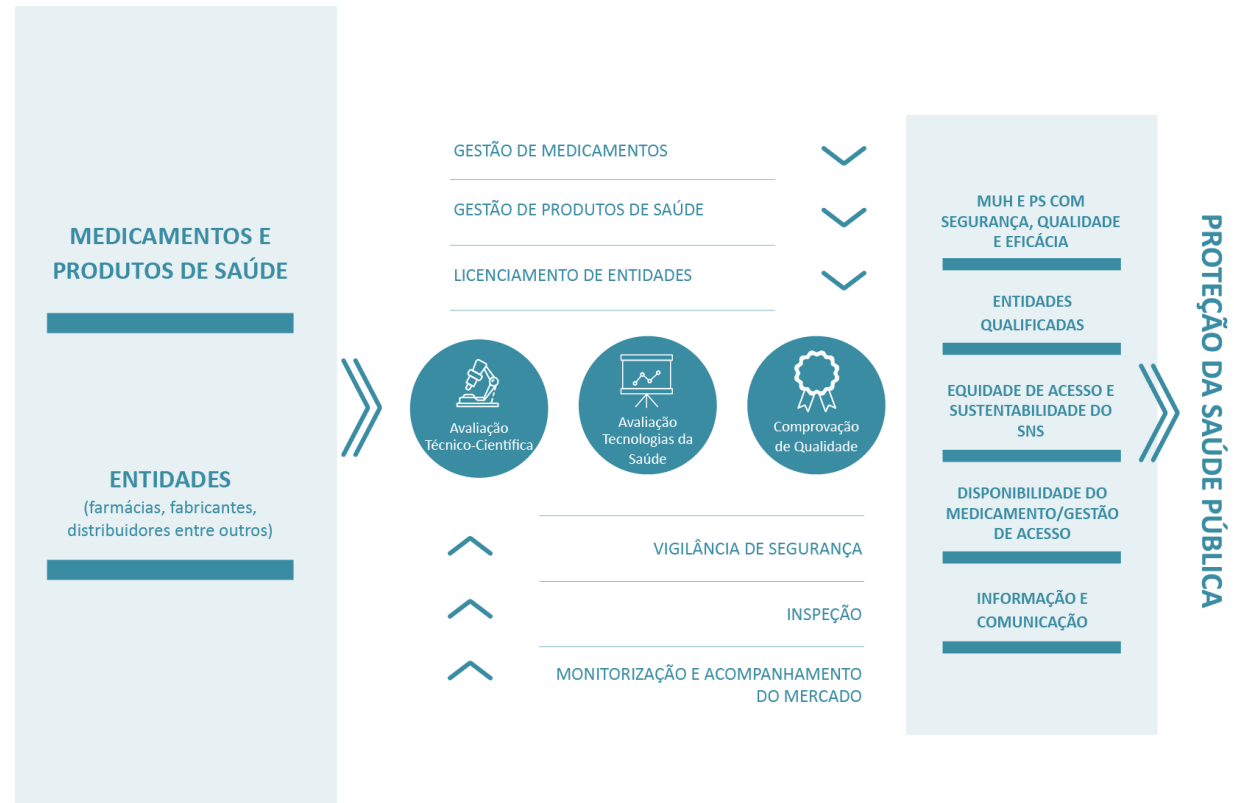 MEDICAMENTOS E
PRODUTOS DE SAÚDE
ENTIDADES
(farmácias, fabricantes,
distribuidores entre outros)
GESTÃO DE MEDICAMENTOS
GESTÃO DE PRODUTOS DE SAÚDE
LICENCIAMENTO DE ENTIDADES
Avaliação
Técnico-Científica
Avaliação
Tecnologias da
Saúde
Comprovação
de Qualidade
VIGILÂNCIA DE SEGURANÇA
INSPEÇÃO
MONITORIZAÇÃO E ACOMPANHAMENTO
DO MERCADO
MUH E PS COM
SEGURANÇA, QUALIDADE
E EFICÁCIA
ENTIDADES
QUALIFICADAS
EQUIDADE DE ACESSO E
SUSTENTABILIDADE DO
SNS
DISPONIBILIDADE DO
MEDICAMENTO/GESTÃO
DE ACESSO
INFORMAÇÃO E
COMUNICAÇÃO
PROTEÇÃO DA SAÚDE PÚBLICA